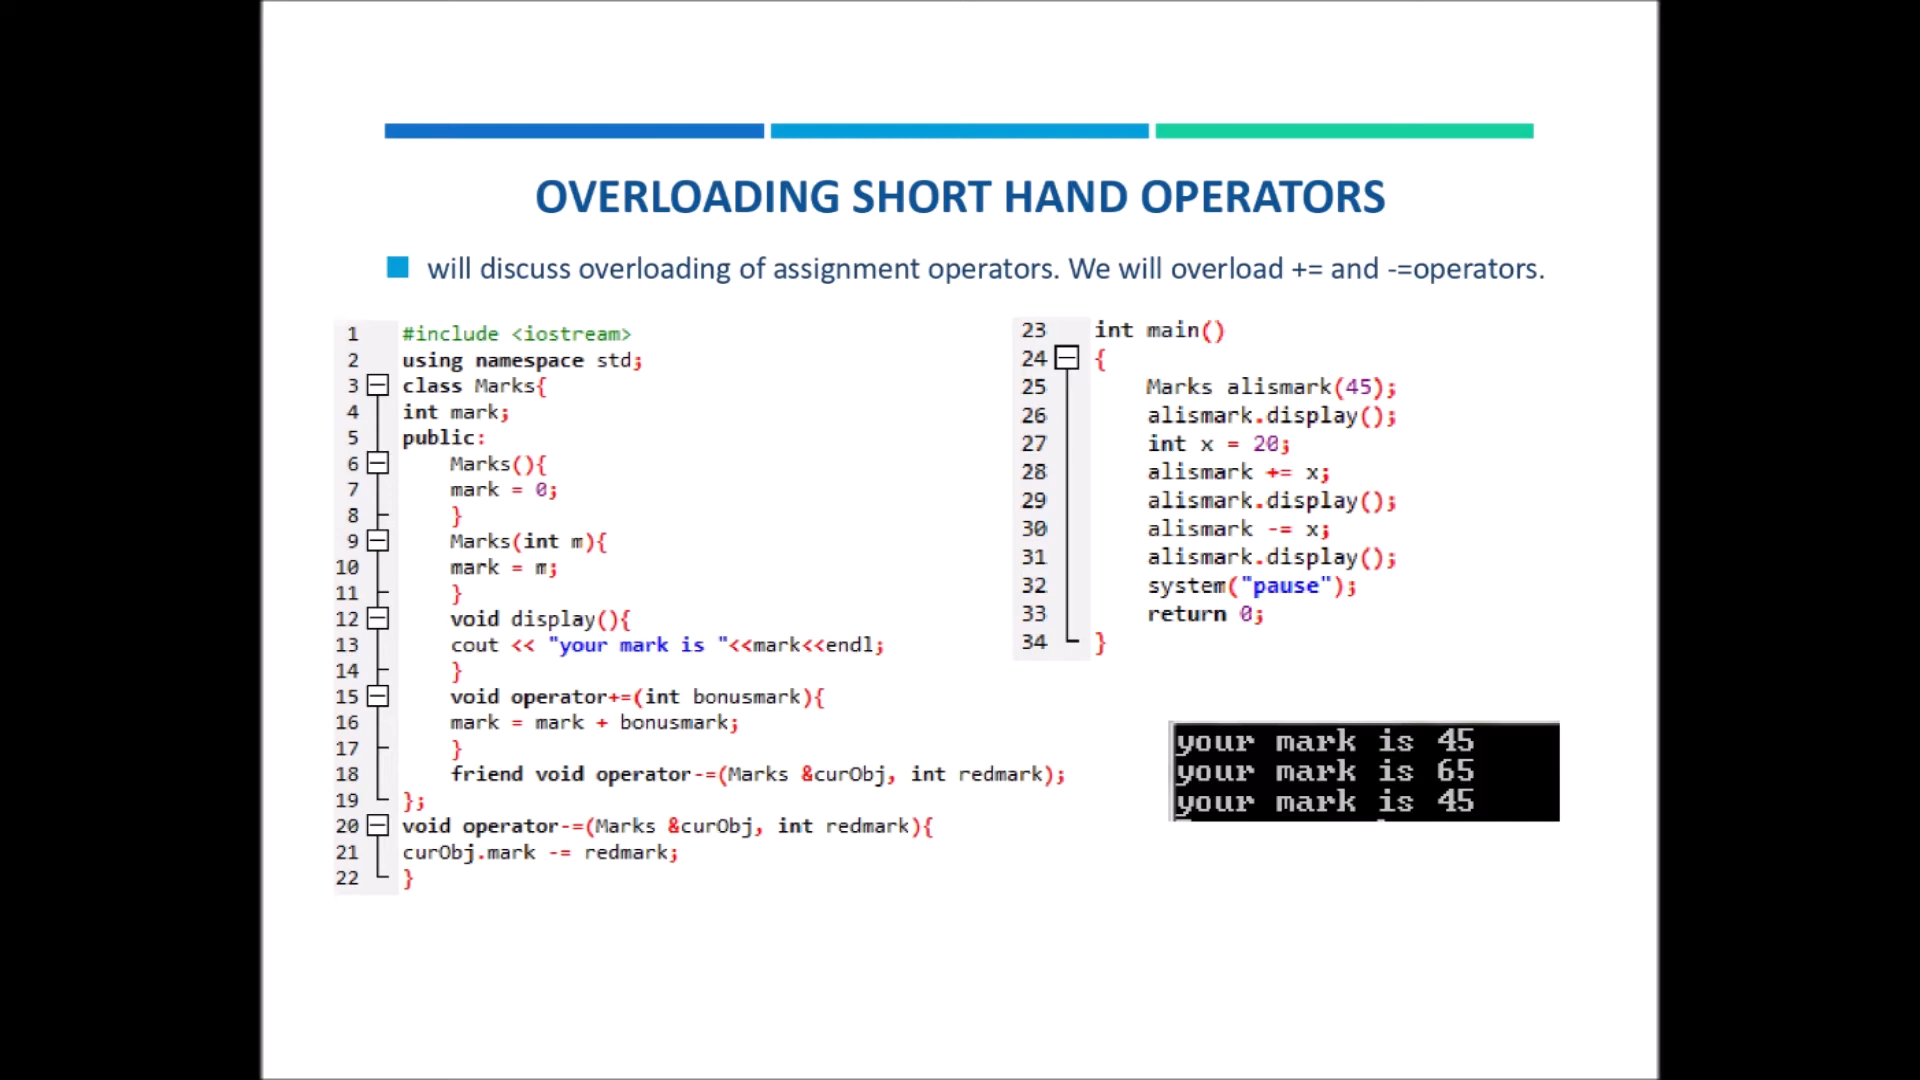 OVERLOADING SHORT HAND OPERATORS
will discuss overloading of assignment operators. We will overload += and -=operators.
1 #include <iostream>
2 using namespace std;
3 class Marks{
4 int mark;
5 public:
6 Marks(){
7 mark = 0;
8 }
9 Marks(int m){
10 mark = m;
11 }
12 void display(){
13 cout << "your mark is "<<mark<<endl;
14 }
15 void operator+=(int bonusmark){
16 mark = mark + bonusmark;
17 }
18 friend void operator-=(Marks &curObj, int redmark);
19 };
20 void operator-=(Marks &curObj, int redmark){
21 curObj.mark -= redmark;
22 }
23 int main()
24 {
25 Marks alismark(45);
26 alismark.display();
27 int x = 20;
28 alismark += x;
29 alismark.display();
30 alismark -= x;
31 alismark.display();
32 system("pause");
33 return 0;
34 }
your mark is 45
your mark is 65
your mark is 45